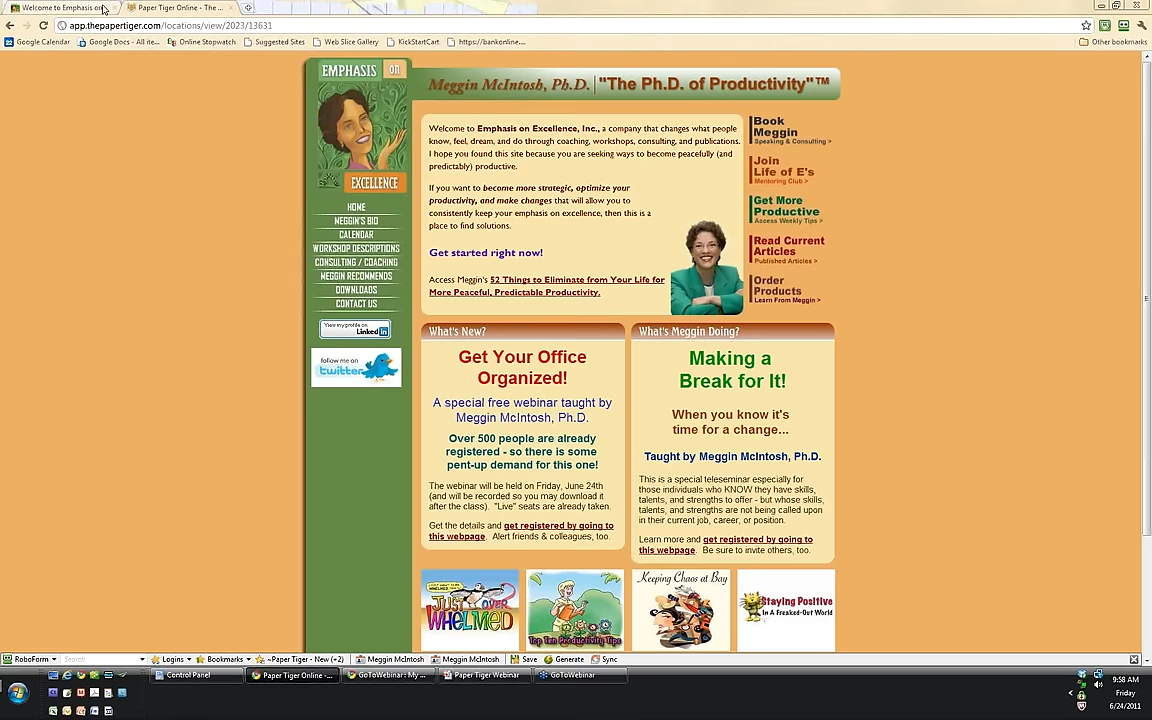 Welcome to Emphasis on
Paper Tiger Online - The ...
app.thepapertiger.com/locations/view/2023/13631
Google Calendar
Google Docs - All ite...
Online Stopwatch
Suggested Sites
Web Slice Gallery
KickStartCart
https://bankonline....
Other bookmarks
EMPHASIS on
EXCELLENCE
Meggin McIntosh, Ph.D. "The Ph.D. of Productivity"™
HOME
MEGGIN'S BIO
CALENDAR
WORKSHOP DESCRIPTIONS
CONSULTING / COACHING
MEGGIN RECOMMENDS
DOWNLOADS
CONTACT US
View my profile on
LinkedIn
follow me on
twitter
Welcome to Emphasis on Excellence, Inc., a company that changes what people
know, feel, dream, and do through coaching, workshops, consulting, and publications.
I hope you found this site because you are seeking ways to become peacefully (and
predictably) productive.
If you want to become more strategic, optimize your
productivity, and make changes that will allow you to
consistently keep your emphasis on excellence, then this is a
place to find solutions.
Get started right now!
Access Meggin's 52 Things to Eliminate from Your Life for
More Peaceful, Predictable Productivity.
Book
Meggin
Speaking & Consulting >
Join
Life of E's
Mentoring Club >
Get More
Productive
Access Weekly Tips >
Read Current
Articles
Published Articles >
Order
Products
Learn From Meggin >
What's New?
Get Your Office
Organized!
A special free webinar taught by
Meggin McIntosh, Ph.D.
Over 500 people are already
registered - so there is some
pent-up demand for this one!
The webinar will be held on Friday, June 24th
(and will be recorded so you may download it
after the class). "Live" seats are already taken.
Get the details and get registered by going to
this webpage. Alert friends & colleagues, too.
What's Meggin Doing?
Making a
Break for It!
When you know it's
time for a change...
Taught by Meggin McIntosh, Ph.D.
This is a special teleseminar especially for
those individuals who KNOW they have skills,
talents, and strengths to offer - but whose skills,
talents, and strengths are not being called upon
in their current job, career, or position.
Learn more and get registered by going to
this webpage. Be sure to invite others, too.
JUST OVER
WHELMED
Top Ten Productivity Tips
Keeping Chaos at Bay
Staying Positive
In A Freaked-Out World
RoboForm
Search
Logins
Bookmarks
~Paper Tiger - New (+2)
Meggin McIntosh
Meggin McIntosh
Save
Generate
Sync
Control Panel
Paper Tiger Online -...
GoToWebinar: My ...
Paper Tiger Webinar
GoToWebinar
9:58 AM
Friday
6/24/2011